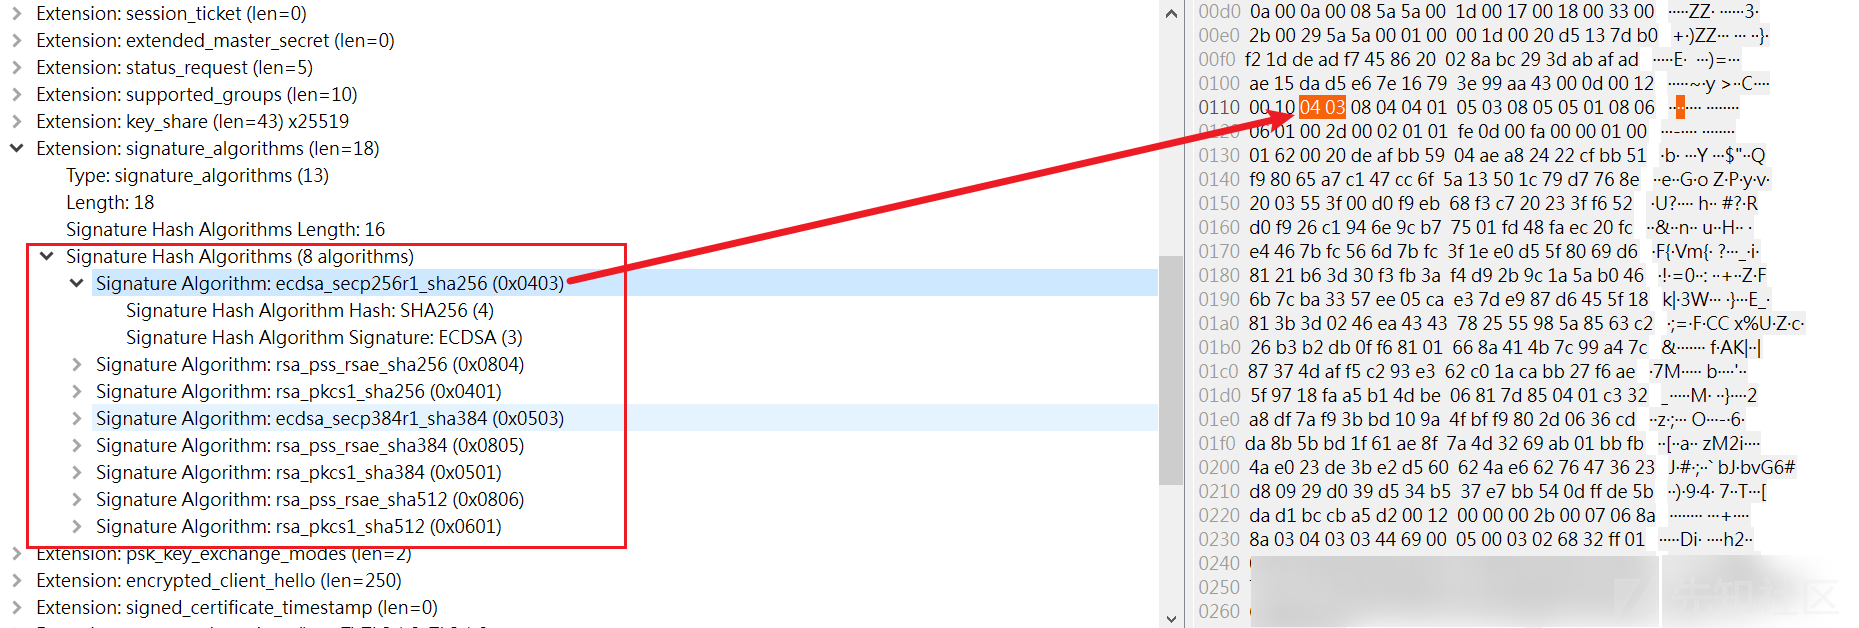 Extension: session_ticket (len=0)
Extension: extended_master_secret (len=0)
Extension: status_request (len=5)
Extension: supported_groups (len=10)
Extension: key_share (len=43) x25519
Extension: signature_algorithms (len=18)
Type: signature_algorithms (13)
Length: 18
Signature Hash Algorithms Length: 16
Signature Hash Algorithms (8 algorithms)
Signature Algorithm: ecdsa_secp256r1_sha256 (0x0403)
Signature Hash Algorithm Hash: SHA256 (4)
Signature Hash Algorithm Signature: ECDSA (3)
Signature Algorithm: rsa_pss_rsae_sha256 (0x0804)
Signature Algorithm: rsa_pkcs1_sha256 (0x0401)
Signature Algorithm: ecdsa_secp384r1_sha384 (0x0503)
Signature Algorithm: rsa_pss_rsae_sha384 (0x0805)
Signature Algorithm: rsa_pkcs1_sha384 (0x0501)
Signature Algorithm: rsa_pss_rsae_sha512 (0x0806)
Signature Algorithm: rsa_pkcs1_sha512 (0x0601)
Extension: psk_key_exchange_modes (len=2)
Extension: encrypted_client_hello (len=250)
Extension: signed_certificate_timestamp (len=0)
00d0 0a 00 0a 00 08 5a 5a 00 1d 00 17 00 18 00 33 00 ·····ZZ· ······3·
00e0 2b 00 29 5a 5a 00 01 00 00 1d 00 20 d5 13 7d b0 +·)ZZ··· ··· ··}·
00f0 f2 1d de ad f7 45 86 20 02 8a bc 29 3d ab af ad ·····E· ···)=···
0100 ae 15 da d5 e6 7e 16 79 3e 99 aa 43 00 0d 00 12 ·····~·y >··C····
0110 00 10 04 03 08 04 04 01 05 03 08 05 05 01 08 06 ········ ········
0120 06 01 00 2d 00 02 01 01 fe 0d 00 fa 00 00 01 00 ···-···· ········
0130 01 62 00 20 de af bb 59 04 ae a8 24 22 cf bb 51 ·b· ···Y ···$"··Q
0140 f9 80 65 a7 c1 47 cc 6f 5a 13 50 1c 79 d7 76 8e ··e··G·o Z·P·y·v·
0150 20 03 55 3f 00 d0 f9 eb 68 f3 c7 20 23 3f f6 52 ·U?···· h·· #?·R
0160 d0 f9 26 c1 94 6e 9c b7 75 01 fd 48 fa ec 20 fc ··&··n·· u··H·· ·
0170 e4 46 7b fc 56 6d 7b fc 3f 1e e0 d5 5f 80 69 d6 ·F{·Vm{· ?···_·i·
0180 81 21 b6 3d 30 f3 fb 3a f4 d9 2b 9c 1a 5a b0 46 ·!·=0··: ··+··Z·F
0190 6b 7c ba 33 57 ee 05 ca e3 7d e9 87 d6 45 5f 18 k|·3W··· ·}···E_·
01a0 81 3b 3d 02 46 ea 43 43 78 25 55 98 5a 85 63 c2 ·;=·F·CC x%U·Z·c·
01b0 26 b3 b2 db 0f f6 81 01 66 8a 41 4b 7c 99 a4 7c &······· f·AK|··|
01c0 87 37 4d af f5 c2 93 e3 62 c0 1a ca bb 27 f6 ae ·7M····· b····'··
01d0 5f 97 18 fa a5 b1 4d be 06 81 7d 85 04 01 c3 32 _·····M· ··}····2
01e0 a8 df 7a f9 3b bd 10 9a 4f bf f9 80 2d 06 36 cd ··z·;··· O···-·6·
01f0 da 8b 5b bd 1f 61 ae 8f 7a 4d 32 69 ab 01 bb fb ··[··a·· zM2i····
0200 4a e0 23 de 3b e2 d5 60 62 4a e6 62 76 47 36 23 J·#·;··` bJ·bvG6#
0210 d8 09 29 d0 39 d5 34 b5 37 e7 bb 54 0d ff de 5b ··)·9·4· 7··T···[
0220 da d1 bc cb a5 d2 00 12 00 00 00 2b 00 07 06 8a ········ ···+····
0230 8a 03 04 03 03 44 69 00 05 00 03 02 68 32 ff 01 ·····Di· ····h2··
0240
0250
0260
先知社区